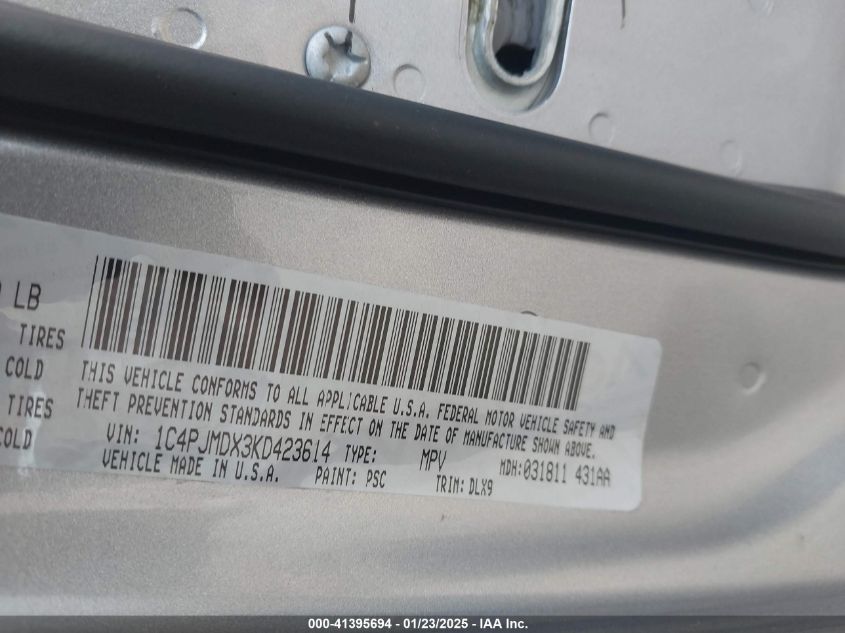 LB
TIRES
COLD
TIRES
COLD
THIS VEHICLE CONFORMS TO ALL APPLICABLE U.S.A. FEDERAL MOTOR VEHICLE SAFETY AND
THEFT PREVENTION STANDARDS IN EFFECT ON THE DATE OF MANUFACTURE SHOWN ABOVE.
VIN: 1C4PJMDX3KD423614 TYPE: MPV MDH:031811 431AA
VEHICLE MADE IN U.S.A. PAINT: PSC TRIM: DLX9
000-41395694 / 01/23/2025 - IAA Inc.